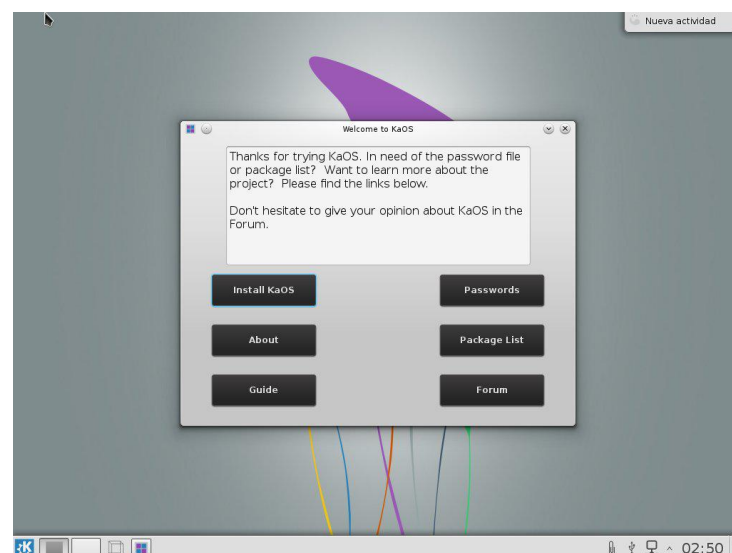 Nueva actividad
Welcome to KaOS
Thanks for trying KaOS. In need of the password file
or package list? Want to learn more about the
project? Please find the links below.
Don't hesitate to give your opinion about KaOS in the
Forum.
Install KaOS
Passwords
About
Package List
Guide
Forum
02:50